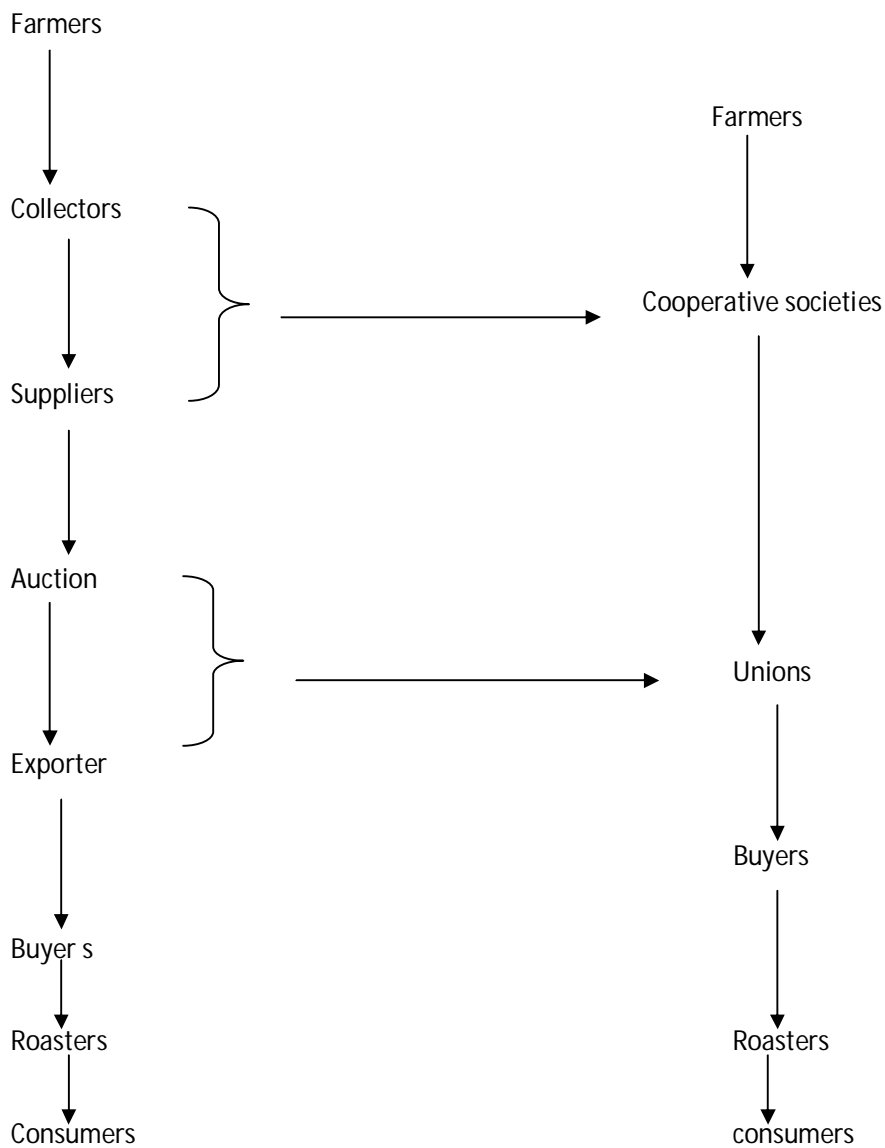 Farmers
Collectors
Suppliers
Auction
Exporter
Buyer s
Roasters
Consumers
Farmers
Cooperative societies
Unions
Buyers
Roasters
consumers